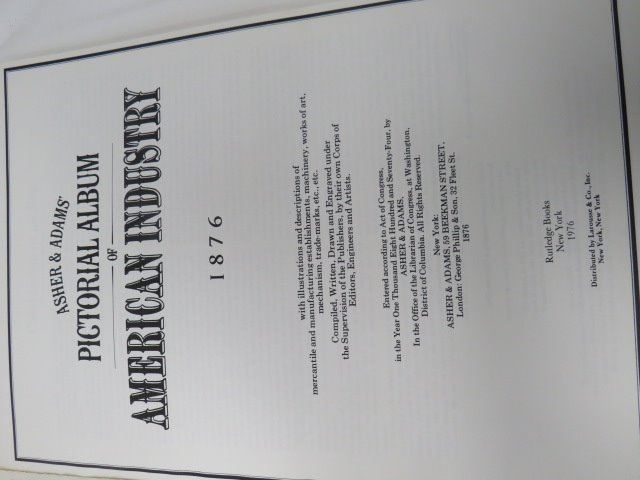 ASHER & ADAMS'
PICTORIAL ALBUM
OF
AMERICAN INDUSTRY
1876
with illustrations and descriptions of
mercantile and manufacturing establishments, machinery, works of art,
mechanism, trade-marks, etc., etc.
Compiled, Written, Drawn and Engraved under
the Supervision of the Publishers, by their own Corps of
Editors, Engineers and Artists.
Entered according to Act of Congress,
in the Year One Thousand Eight Hundred and Seventy-Four, by
ASHER & ADAMS,
In the Office of the Librarian of Congress, at Washington,
District of Columbia. All Rights Reserved.
New York:
ASHER & ADAMS, 59 BEEKMAN STREET,
London: George Phillip & Son, 32 Fleet St.
1876
Rutledge Books
New York
1976
Distributed by Larousse & Co., Inc.
New York, New York